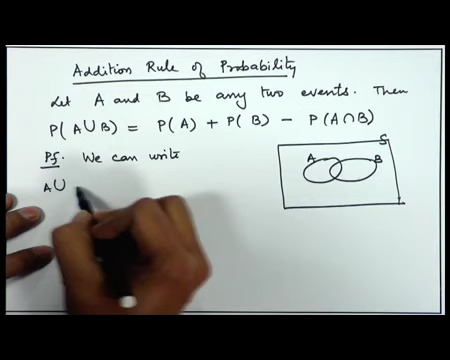 Addition Rule of Probability
Let A and B be any two events. Then
P(A∪B) = P(A) + P(B) - P(A∩B)
Pf. We can write
S
A B
A∪